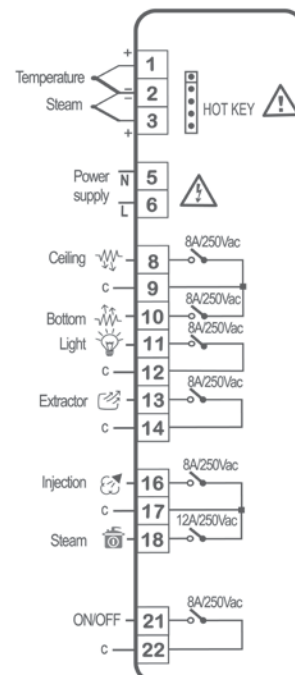 + 1
Temperature
– 2 HOT KEY
–
Steam
+ 3
Power supply N 5
L 6
8A/250Vac
Ceiling 8
c 9
8A/250Vac
Bottom 10
8A/250Vac
Light 11
c 12
8A/250Vac
Extractor 13
c 14
8A/250Vac
Injection 16
c 17
12A/250Vac
Steam 18
8A/250Vac
ON/OFF 21
c 22